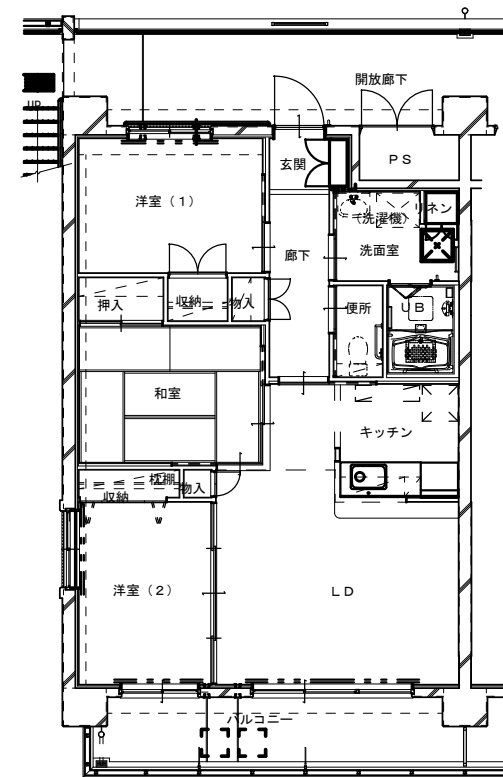 開放廊下
UP
玄関
PS
洋室（1）
（洗濯機）
リネン
廊下
洗面室
押入
収納
物入
便所
UB
和室
キッチン
枕棚
物入
収納
洋室（2）
LD
バルコニー